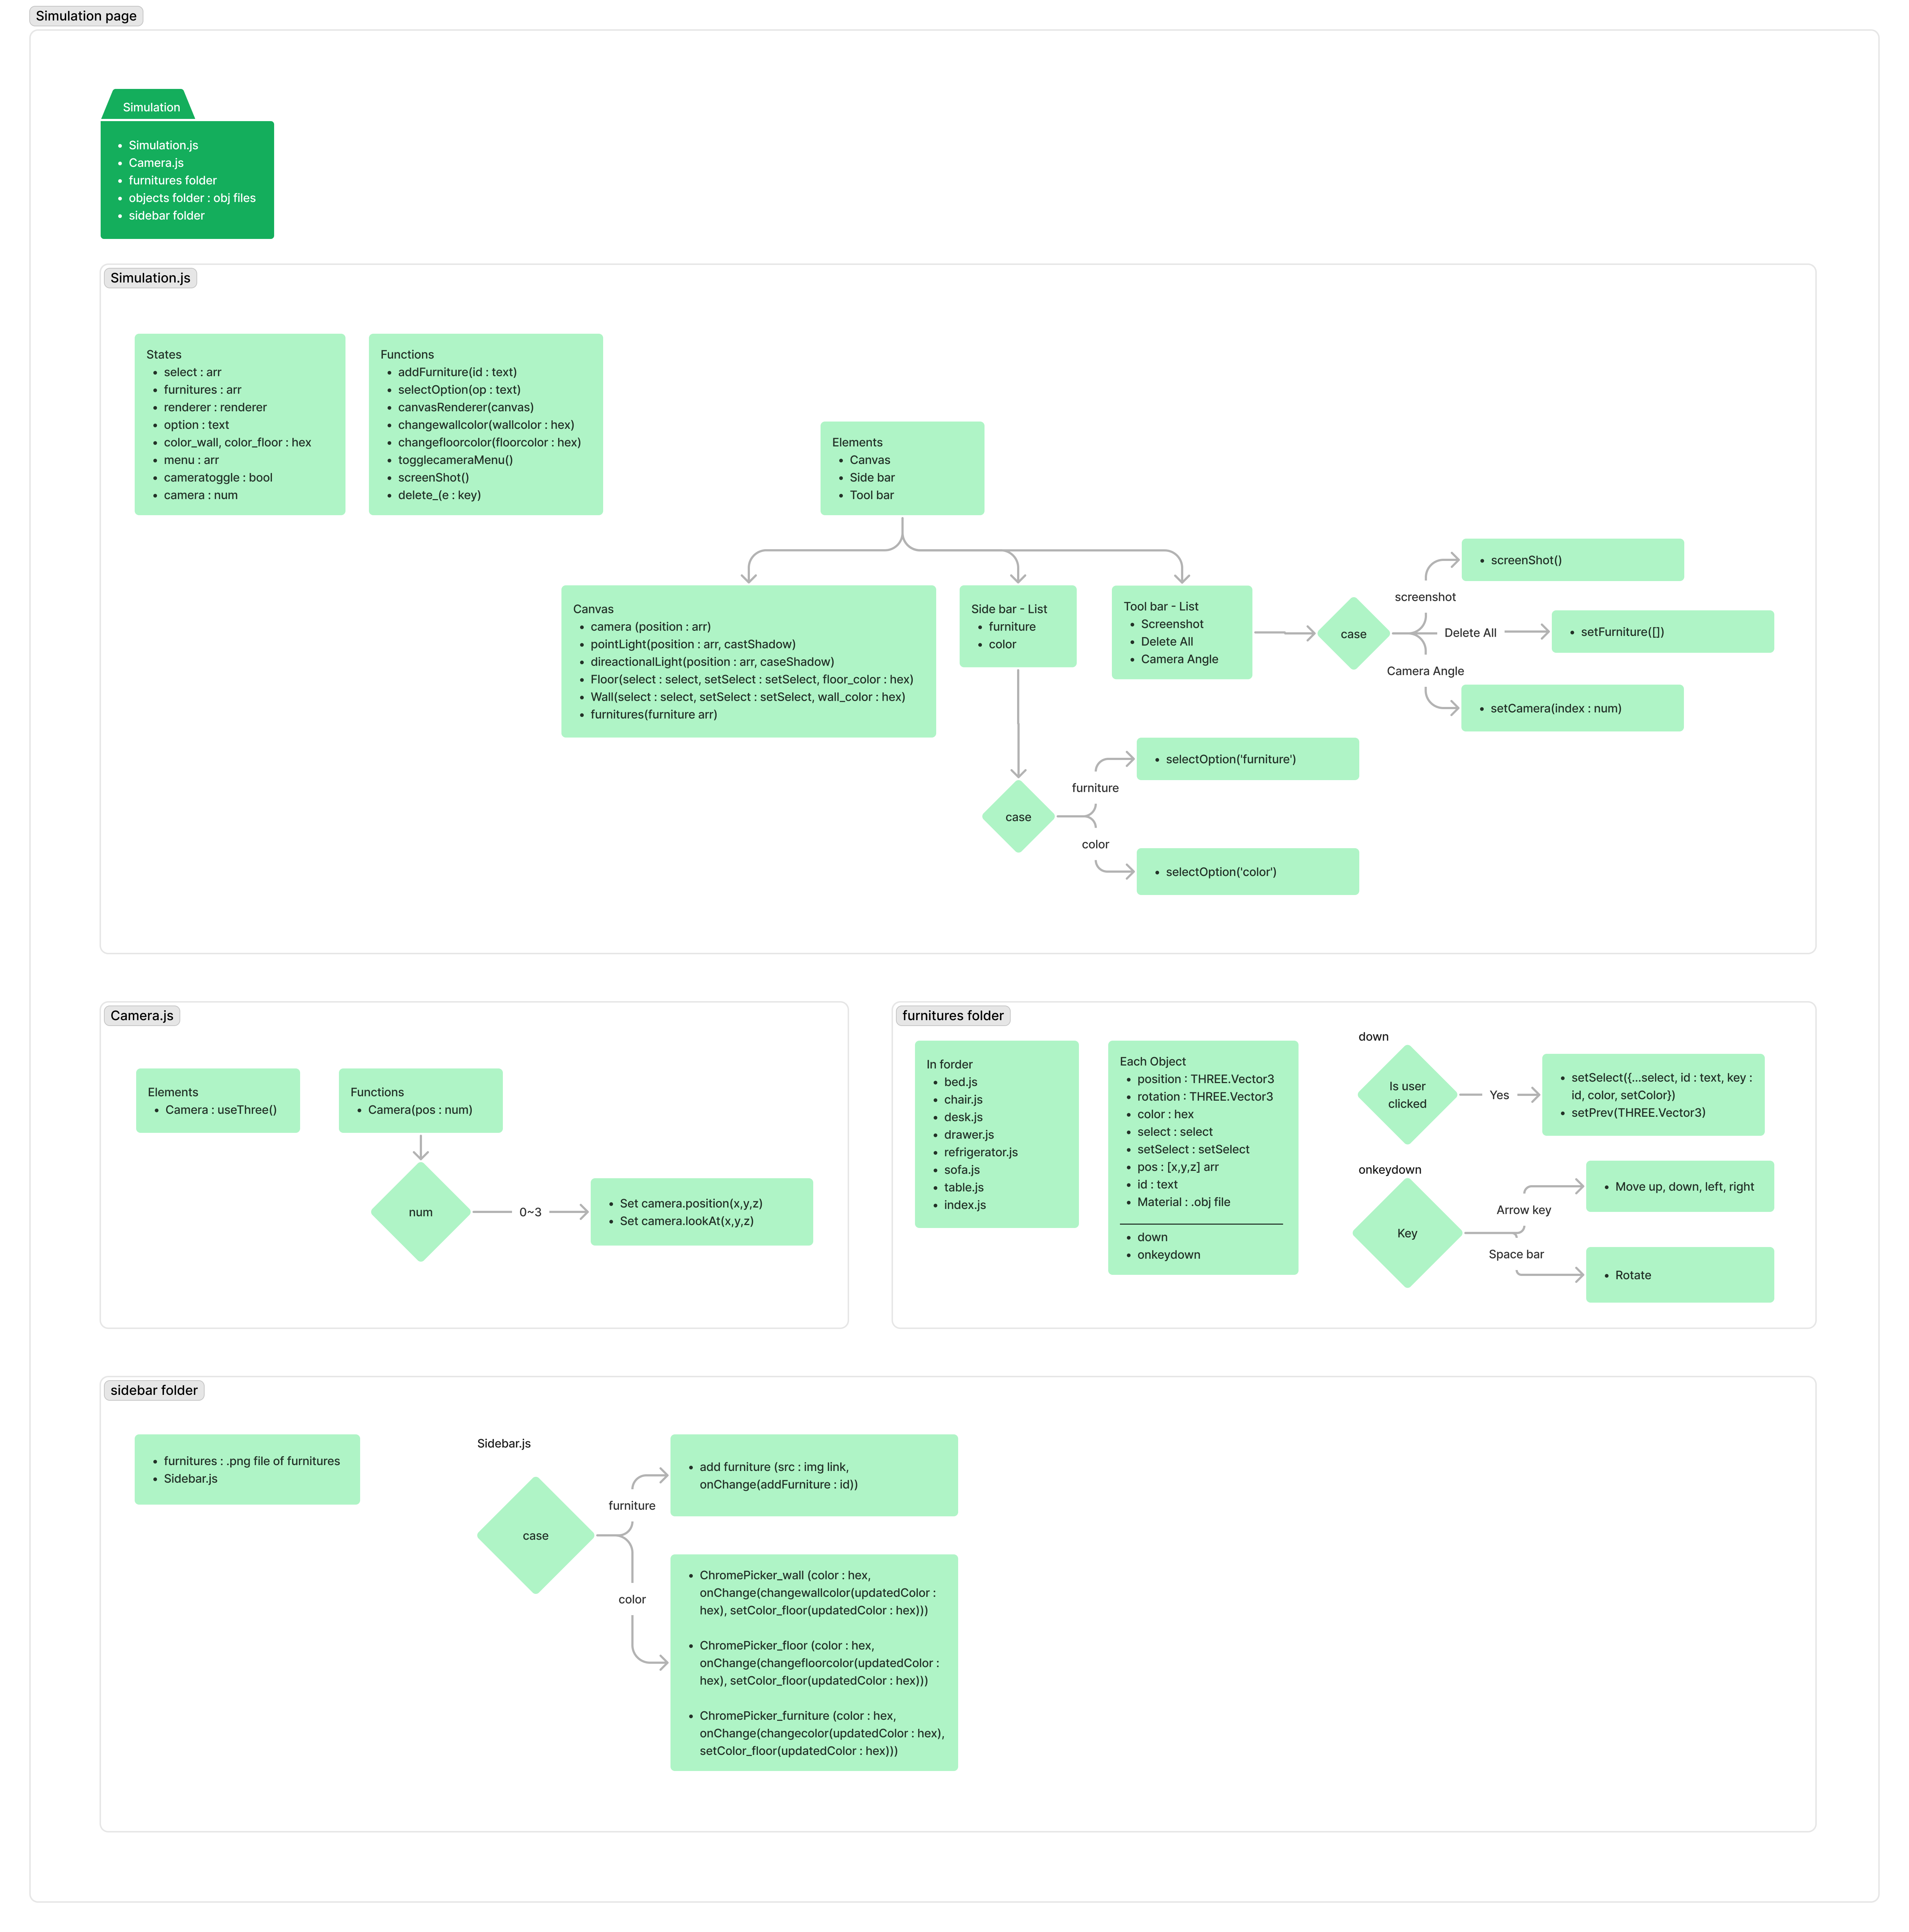 Simulation page
Simulation
Simulation.js
Camera.js
furnitures folder
objects folder : obj files
sidebar folder
Simulation.js
States
select : arr
furnitures : arr
renderer : renderer
option : text
color_wall, color_floor : hex
menu : arr
cameratoggle : bool
camera : num
Functions
addFurniture(id : text)
selectOption(op : text)
canvasRenderer(canvas)
changewallcolor(wallcolor : hex)
changefloorcolor(floorcolor : hex)
togglecameraMenu()
screenShot()
delete_(e : key)
Elements
Canvas
Side bar
Tool bar
Canvas
camera (position : arr)
pointLight(position : arr, castShadow)
direactionalLight(position : arr, caseShadow)
Floor(select : select, setSelect : setSelect, floor_color : hex)
Wall(select : select, setSelect : setSelect, wall_color : hex)
furnitures(furniture arr)
Side bar - List
furniture
color
Tool bar - List
Screenshot
Delete All
Camera Angle
case
screenshot
screenShot()
Delete All
setFurniture([])
Camera Angle
setCamera(index : num)
case
furniture
selectOption('furniture')
color
selectOption('color')
Camera.js
Elements
Camera : useThree()
Functions
Camera(pos : num)
num
0~3
Set camera.position(x,y,z)
Set camera.lookAt(x,y,z)
furnitures folder
In forder
bed.js
chair.js
desk.js
drawer.js
refrigerator.js
sofa.js
table.js
index.js
Each Object
position : THREE.Vector3
rotation : THREE.Vector3
color : hex
select : select
setSelect : setSelect
pos : [x,y,z] arr
id : text
Material : .obj file
down
onkeydown
down
Is user
clicked
Yes
setSelect({...select, id : text, key :
id, color, setColor})
setPrev(THREE.Vector3)
onkeydown
Key
Arrow key
Move up, down, left, right
Space bar
Rotate
sidebar folder
furnitures : .png file of furnitures
Sidebar.js
Sidebar.js
case
furniture
add furniture (src : img link,
onChange(addFurniture : id))
color
ChromePicker_wall (color : hex,
onChange(changewallcolor(updatedColor :
hex), setColor_floor(updatedColor : hex)))
ChromePicker_floor (color : hex,
onChange(changefloorcolor(updatedColor :
hex), setColor_floor(updatedColor : hex)))
ChromePicker_furniture (color : hex,
onChange(changecolor(updatedColor : hex),
setColor_floor(updatedColor : hex)))